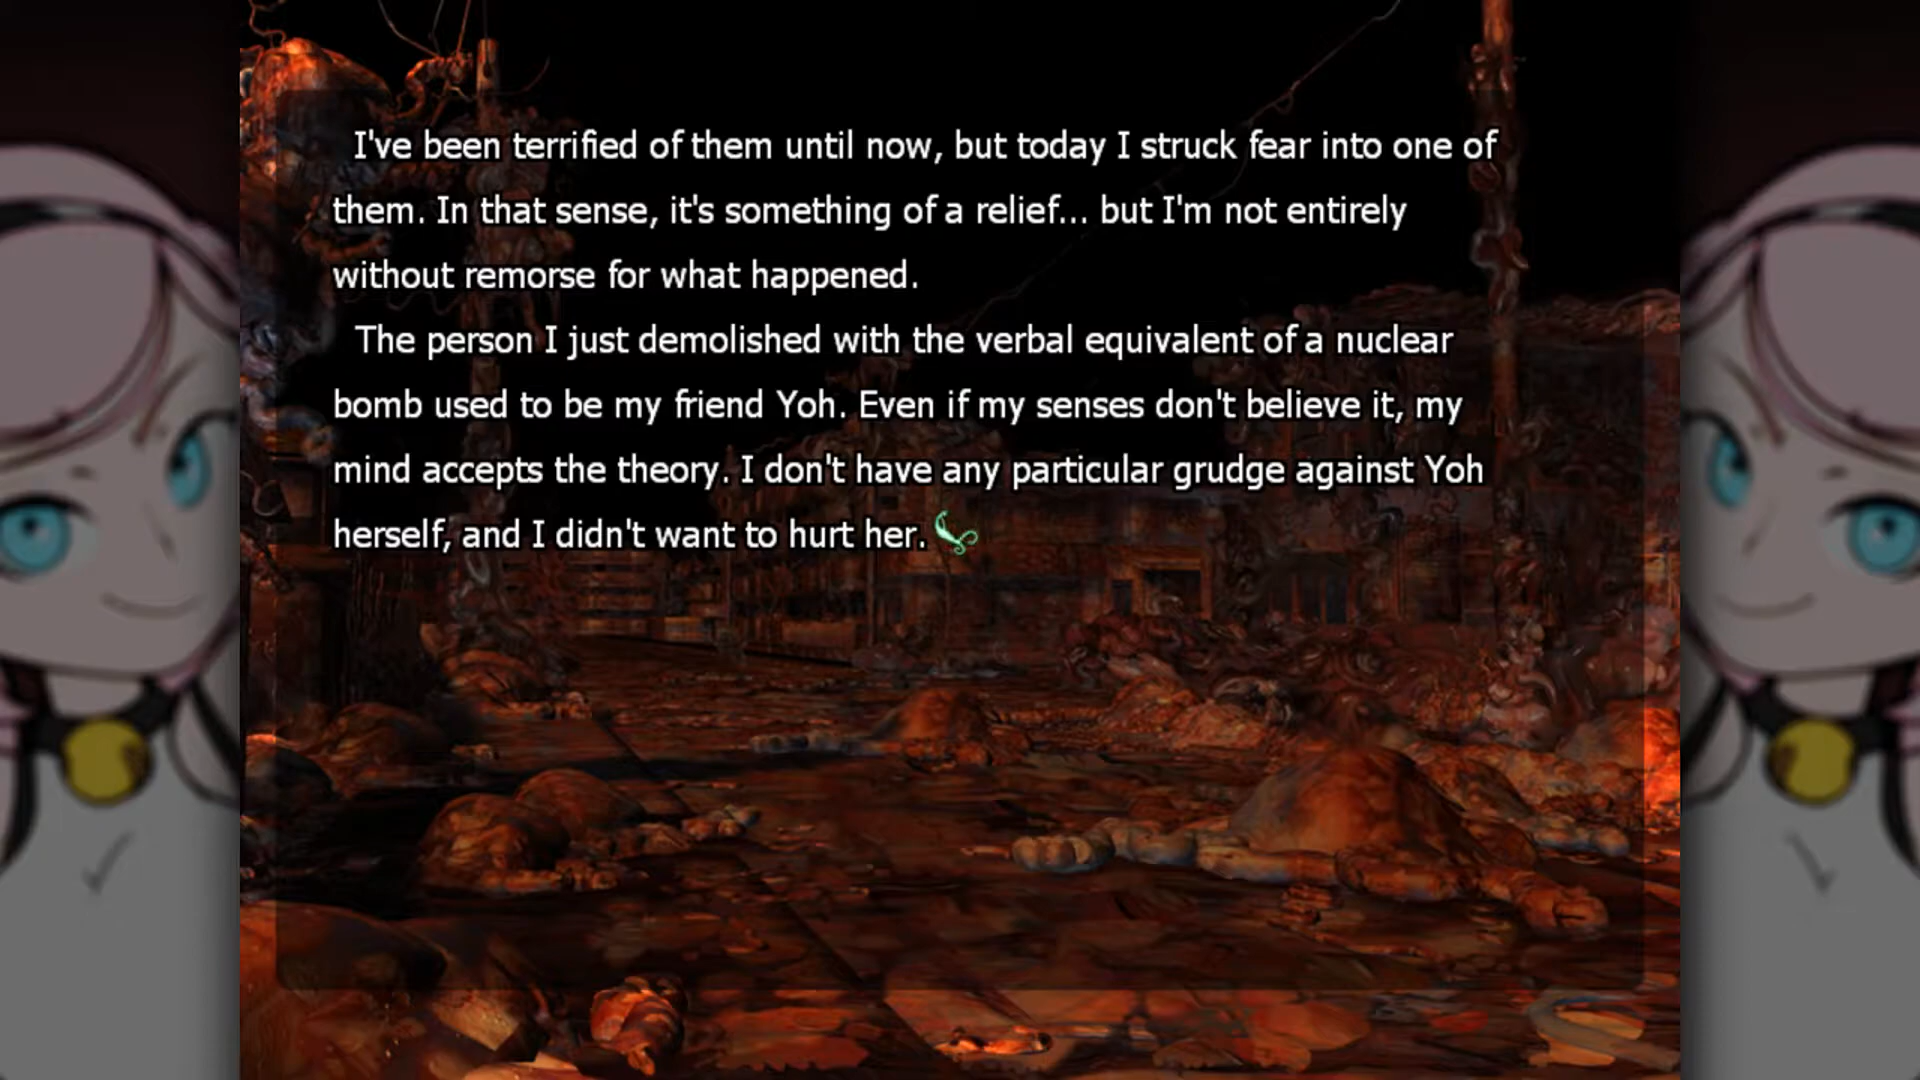 I've been terrified of them until now, but today I struck fear into one of
them. In that sense, it's something of a relief... but I'm not entirely
without remorse for what happened.
The person I just demolished with the verbal equivalent of a nuclear
bomb used to be my friend Yoh. Even if my senses don't believe it, my
mind accepts the theory. I don't have any particular grudge against Yoh
herself, and I didn't want to hurt her.